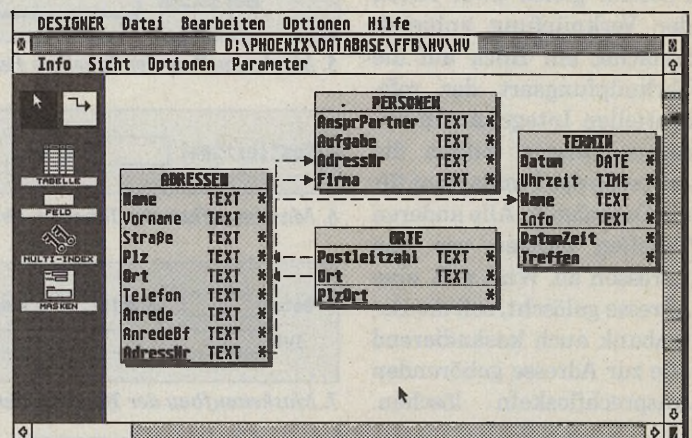 DESIGNER Datei Bearbeiten Optionen Hilfe
D:\PHOENIX\DATABASE\FFB\HV\HV
Info Sicht Optionen Parameter
TABELLE
FELD
MULTI-INDEX
MASKEN
ADRESSEN
Name TEXT *
Vorname TEXT *
Straße TEXT *
Plz TEXT *
Ort TEXT *
Telefon TEXT *
Anrede TEXT *
AnredeBf TEXT *
AdressNr TEXT *
PERSONEN
AnsprPartner TEXT *
Aufgabe TEXT *
AdressNr TEXT *
Firma TEXT *
ORTE
Postleitzahl TEXT *
Ort TEXT *
PlzOrt *
TERMIN
Datum DATE *
Uhrzeit TIME *
Name TEXT *
Info TEXT *
DatumZeit *
Treffen *